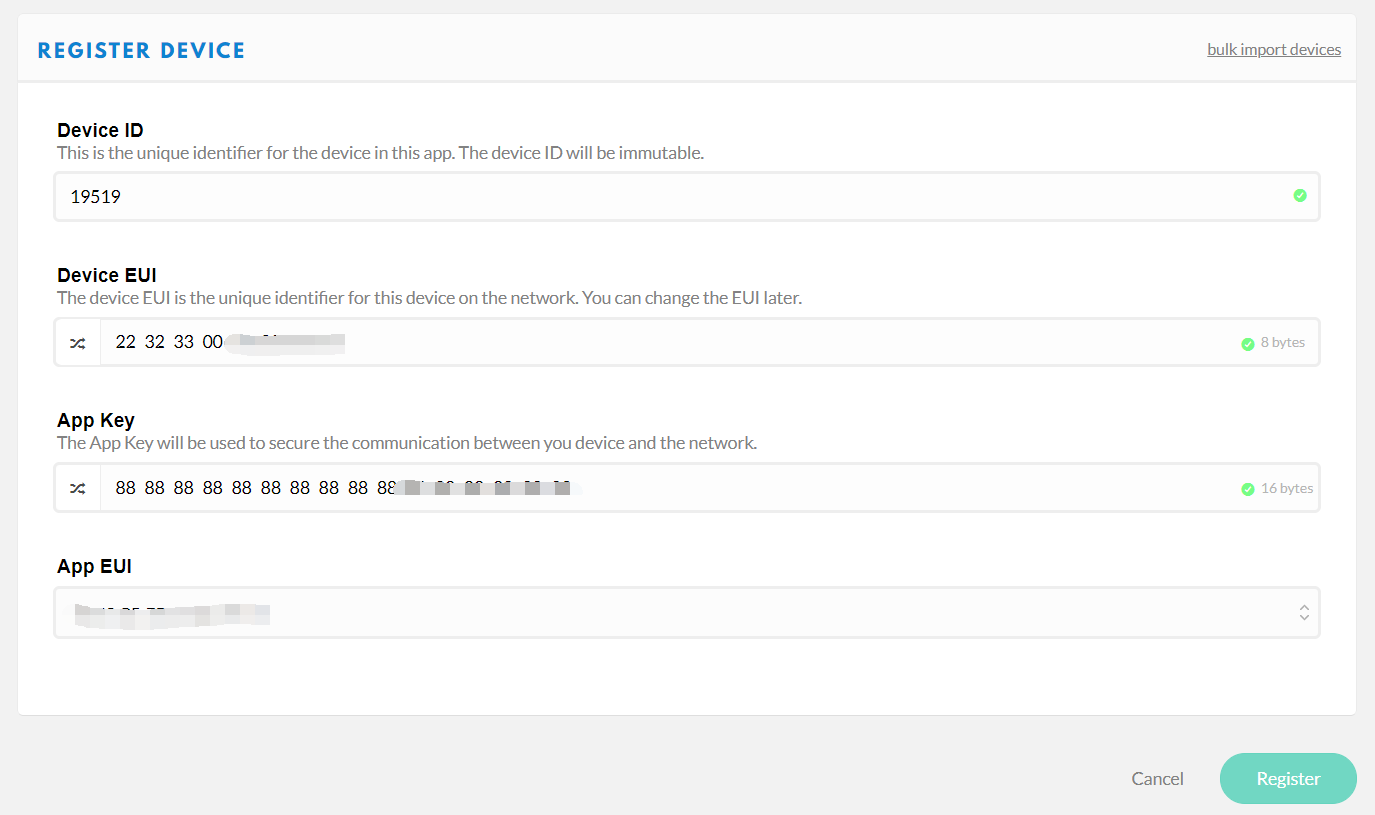 REGISTER DEVICE
bulk import devices
Device ID
This is the unique identifier for the device in this app. The device ID will be immutable.
19519
Device EUI
The device EUI is the unique identifier for this device on the network. You can change the EUI later.
22 32 33 00
8 bytes
App Key
The App Key will be used to secure the communication between you device and the network.
88 88 88 88 88 88 88 88 88 88
16 bytes
App EUI
Cancel
Register